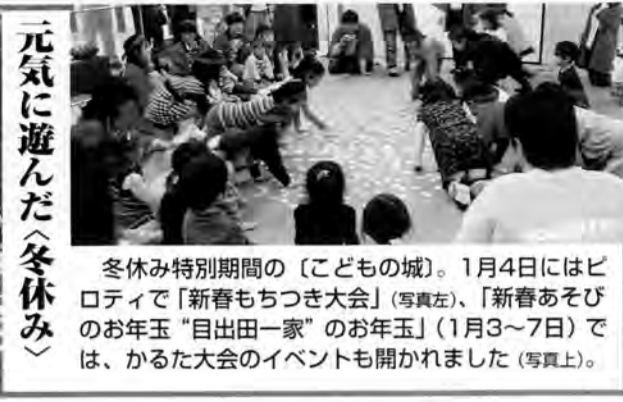 元気に遊んだ〈冬休み〉
冬休み特別期間の〔こどもの城〕。1月4日にはピ
ロティで「新春もちつき大会」(写真左)、「新春あそび
のお年玉“目出田一家”のお年玉」(1月3〜7日)で
は、かるた大会のイベントも開かれました(写真上)。